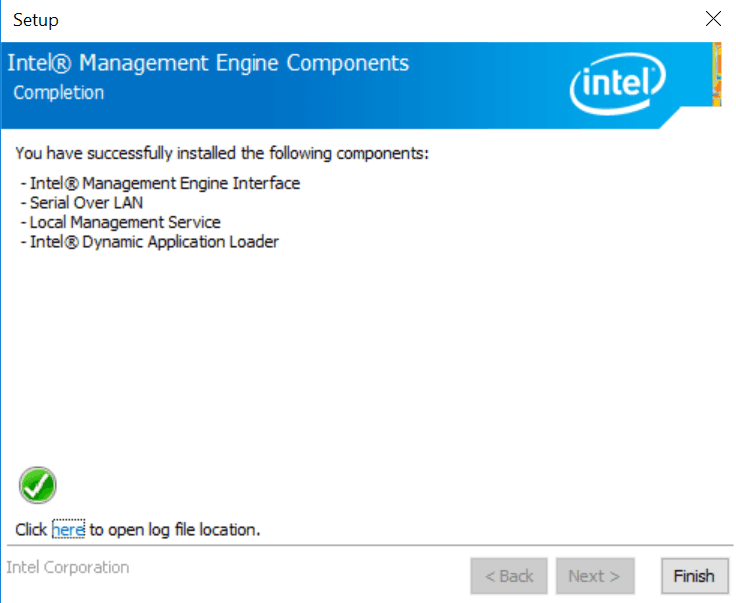 Setup
Intel® Management Engine Components
Completion
intel
You have successfully installed the following components:
- Intel® Management Engine Interface
- Serial Over LAN
- Local Management Service
- Intel® Dynamic Application Loader
Click here to open log file location.
Intel Corporation
< Back Next > Finish